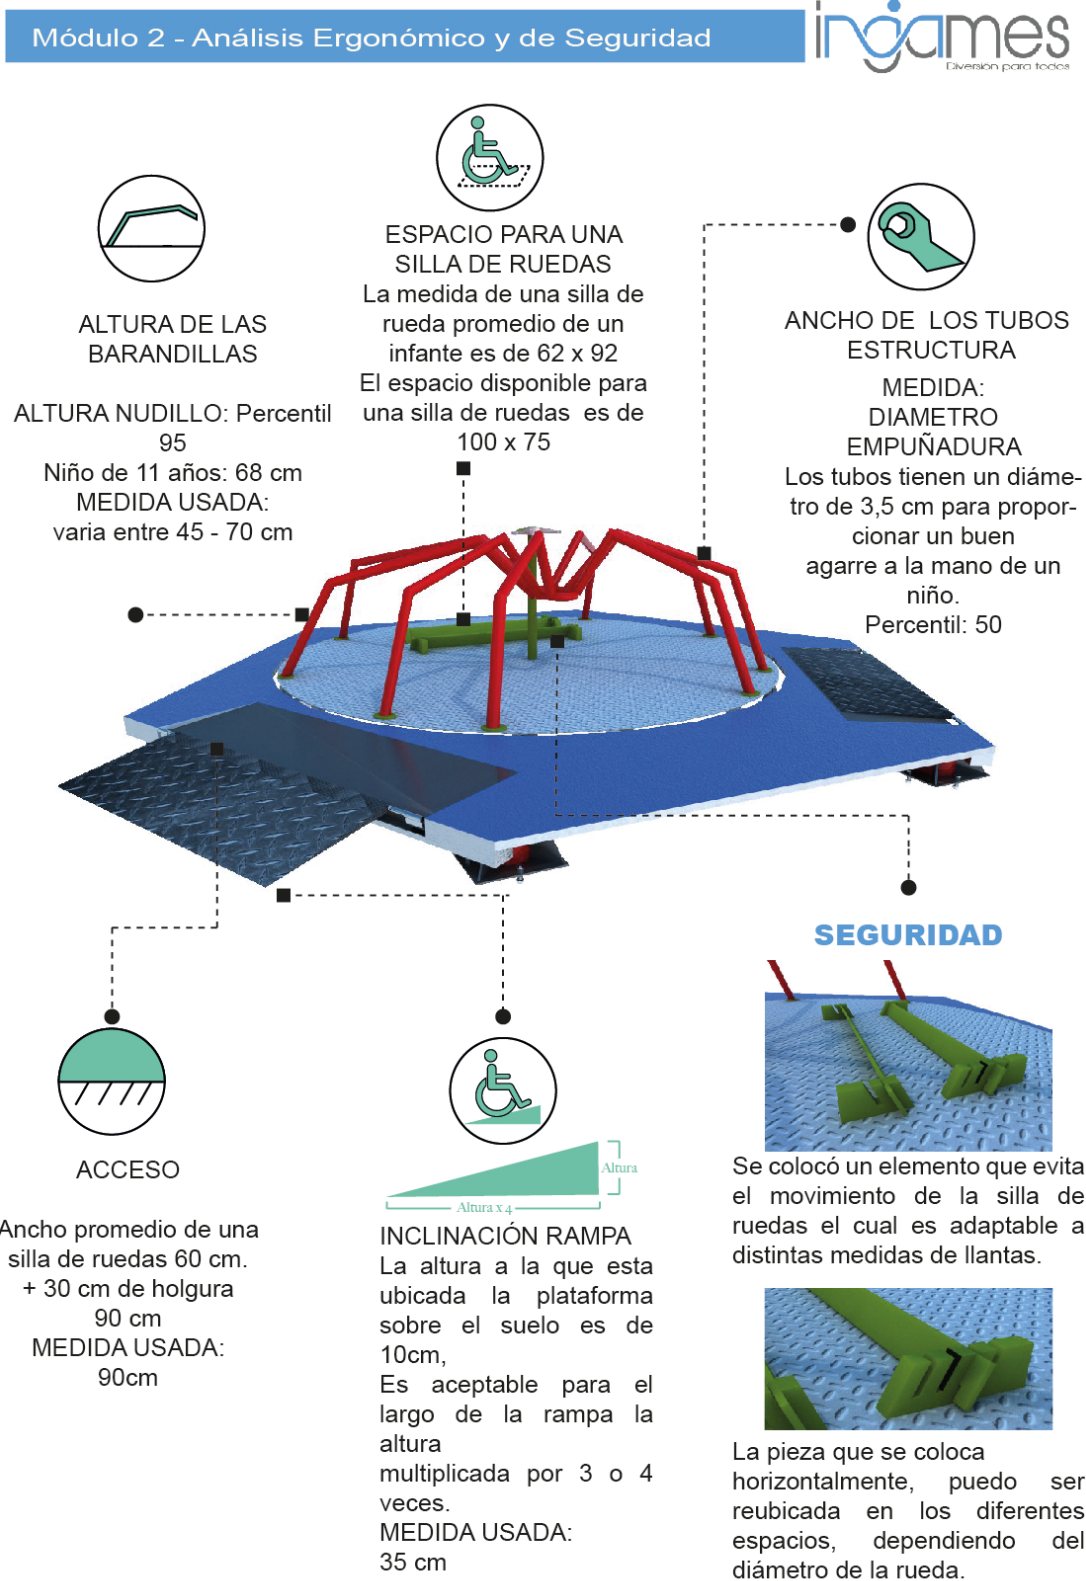 Módulo 2 - Análisis Ergonómico y de Seguridad
ingames
Diversión para todos
ESPACIO PARA UNA
SILLA DE RUEDAS
La medida de una silla de
rueda promedio de un
infante es de 62 x 92
El espacio disponible para
una silla de ruedas es de
100 x 75
ALTURA DE LAS
BARANDILLAS
ALTURA NUDILLO: Percentil
95
Niño de 11 años: 68 cm
MEDIDA USADA:
varia entre 45 - 70 cm
ANCHO DE LOS TUBOS
ESTRUCTURA
MEDIDA:
DIAMETRO
EMPUÑADURA
Los tubos tienen un diáme-
tro de 3,5 cm para propor-
cionar un buen
agarre a la mano de un
niño.
Percentil: 50
ACCESO
Ancho promedio de una
silla de ruedas 60 cm.
+ 30 cm de holgura
90 cm
MEDIDA USADA:
90cm
Altura
Altura x 4
INCLINACIÓN RAMPA
La altura a la que esta
ubicada la plataforma
sobre el suelo es de
10cm,
Es aceptable para el
largo de la rampa la
altura
multiplicada por 3 o 4
veces.
MEDIDA USADA:
35 cm
SEGURIDAD
Se colocó un elemento que evita
el movimiento de la silla de
ruedas el cual es adaptable a
distintas medidas de llantas.
La pieza que se coloca
horizontalmente, puedo ser
reubicada en los diferentes
espacios, dependiendo del
diámetro de la rueda.